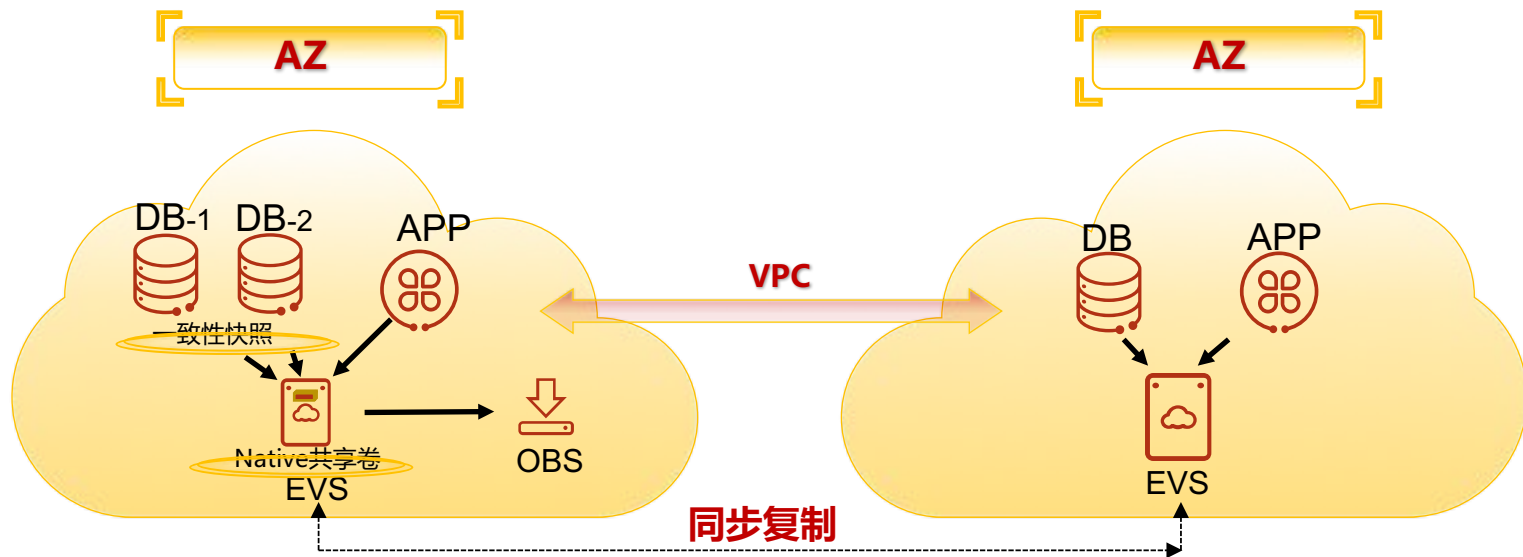 AZ
AZ
DB-1
DB-2
APP
一致性快照
Native共享卷
EVS
OBS
VPC
DB
APP
EVS
同步复制